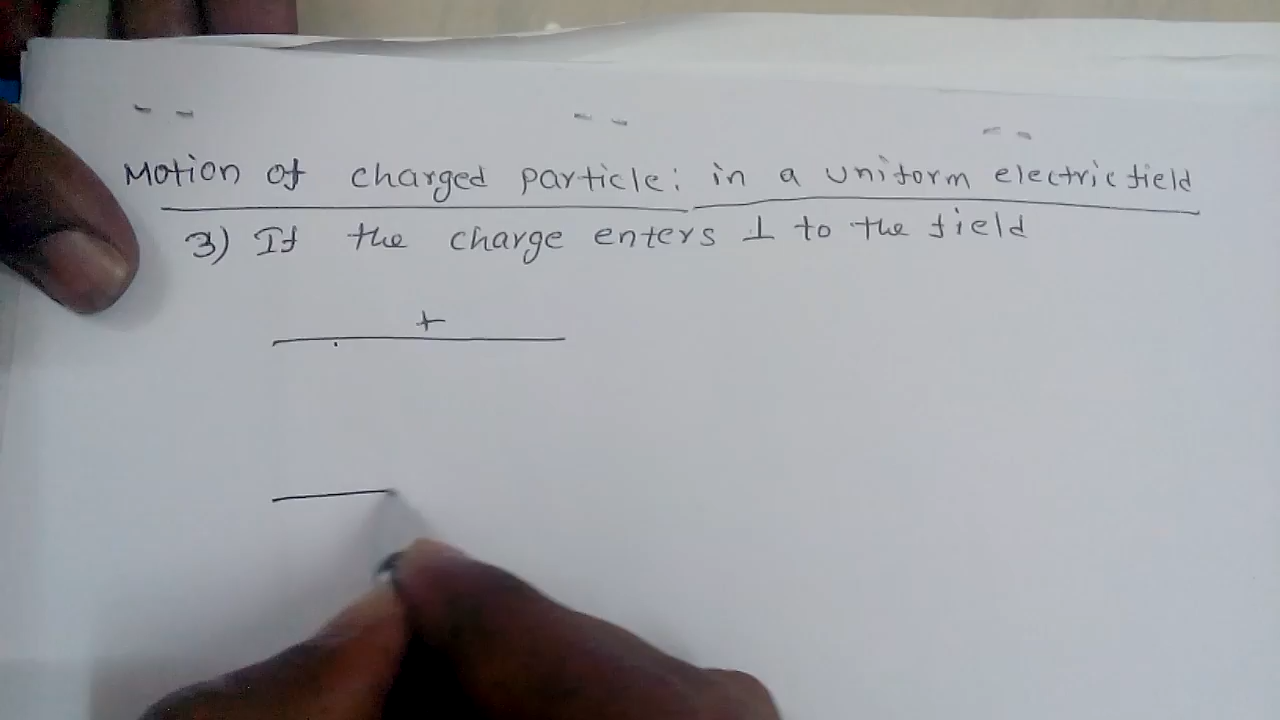 Motion of charged particle: in a uniform electric field
3) If the charge enters ⊥ to the field
+